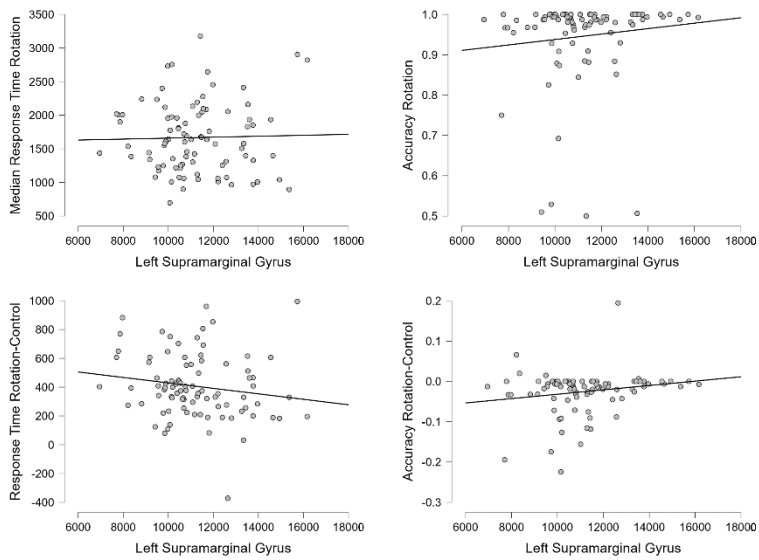 3500
3000
2500
2000
1500
1000
500
Median Response Time Rotation
6000 8000 10000 12000 14000 16000 18000
Left Supramarginal Gyrus
1.0
0.9
0.8
0.7
0.6
0.5
Accuracy Rotation
6000 8000 10000 12000 14000 16000 18000
Left Supramarginal Gyrus
1000
800
600
400
200
0
-200
-400
Response Time Rotation-Control
6000 8000 10000 12000 14000 16000 18000
Left Supramarginal Gyrus
0.2
0.1
0.0
-0.1
-0.2
-0.3
Accuracy Rotation-Control
6000 8000 10000 12000 14000 16000 18000
Left Supramarginal Gyrus